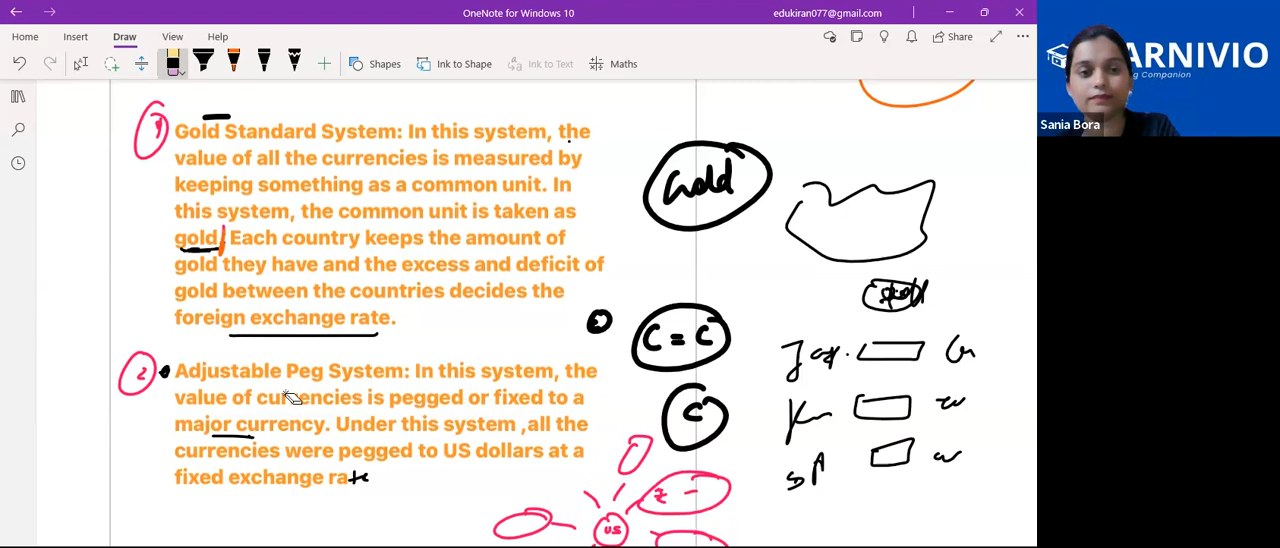 OneNote for Windows 10
edukiran077@gmail.com
Home Insert Draw View Help
Share
Shapes Ink to Shape Ink to Text Maths
ARNIVIO
g Companion
Sania Bora
1
Gold Standard System: In this system, the
value of all the currencies is measured by
keeping something as a common unit. In
this system, the common unit is taken as
gold. Each country keeps the amount of
gold they have and the excess and deficit of
gold between the countries decides the
foreign exchange rate.
Gold
C = C
C
2
Adjustable Peg System: In this system, the
value of currencies is pegged or fixed to a
major currency. Under this system ,all the
currencies were pegged to US dollars at a
fixed exchange rate
US